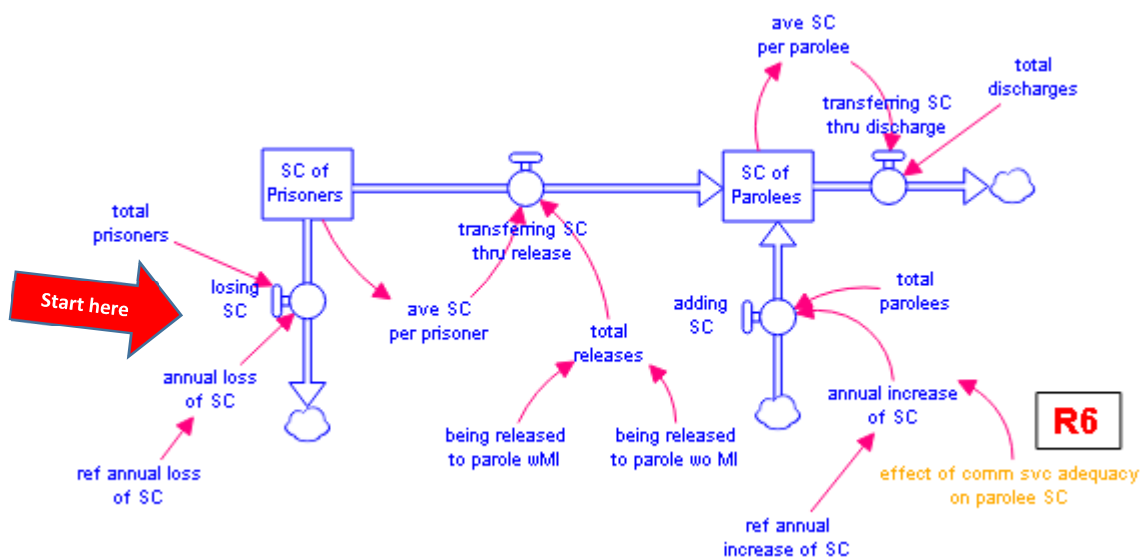 ave SC
per parolee
total
discharges
transferring SC
thru discharge
SC of
Prisoners
SC of
Parolees
total
prisoners
transferring SC
thru release
Start here
losing
SC
ave SC
per prisoner
adding
SC
total
parolees
total
releases
annual loss
of SC
annual increase
of SC
R6
being released
to parole wMI
being released
to parole wo MI
ref annual loss
of SC
effect of comm svc adequacy
on parolee SC
ref annual
increase of SC